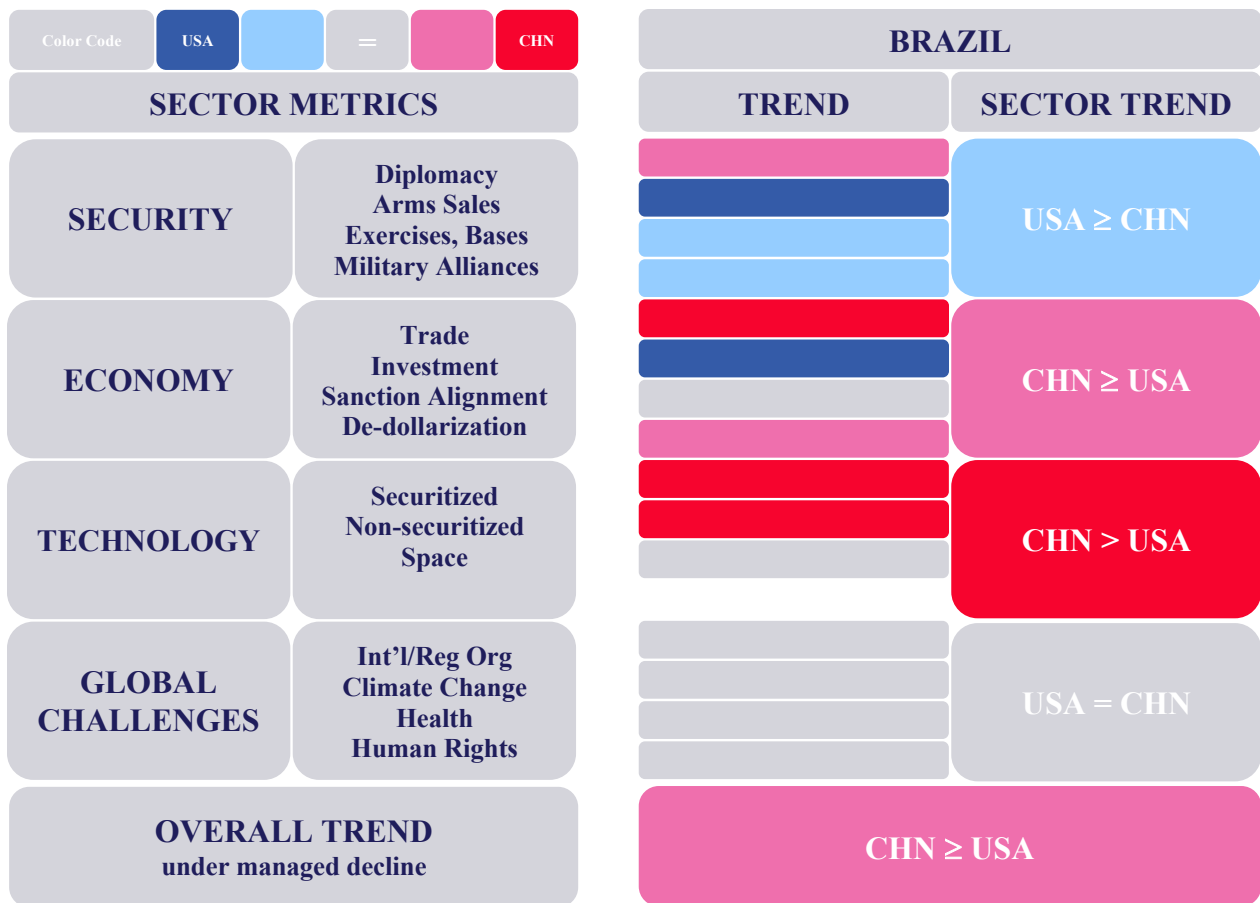 Color Code USA = CHN
SECTOR METRICS
SECURITY
Diplomacy
Arms Sales
Exercises, Bases
Military Alliances
ECONOMY
Trade
Investment
Sanction Alignment
De-dollarization
TECHNOLOGY
Securitized
Non-securitized
Space
GLOBAL
CHALLENGES
Int’l/Reg Org
Climate Change
Health
Human Rights
OVERALL TREND
under managed decline
BRAZIL
TREND SECTOR TREND
USA ≥ CHN
CHN ≥ USA
CHN > USA
USA = CHN
CHN ≥ USA